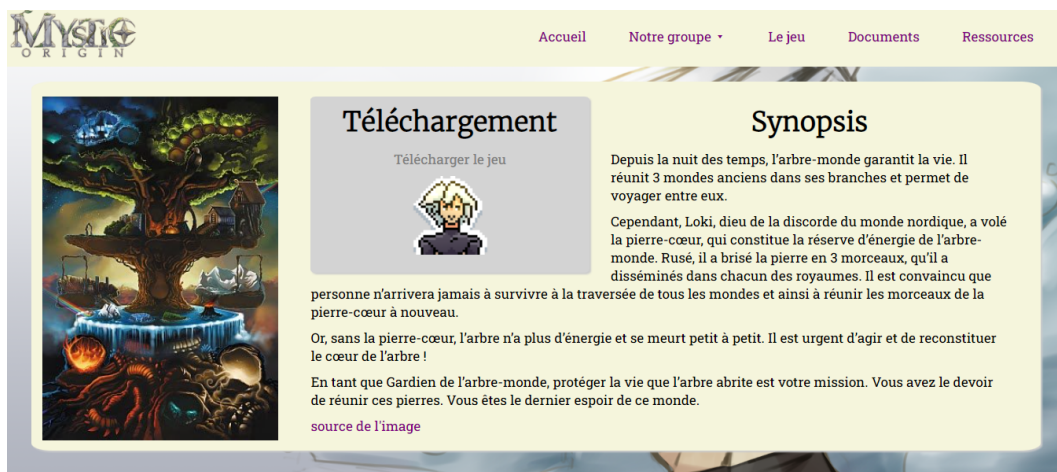 MYSTIC
ORIGIN
Accueil
Notre groupe
Le jeu
Documents
Ressources
Téléchargement
Télécharger le jeu
Synopsis
Depuis la nuit des temps, l'arbre-monde garantit la vie. Il
réunit 3 mondes anciens dans ses branches et permet de
voyager entre eux.
Cependant, Loki, dieu de la discorde du monde nordique, a volé
la pierre-cœur, qui constitue la réserve d'énergie de l'arbre-
monde. Rusé, il a brisé la pierre en 3 morceaux, qu'il a
disséminés dans chacun des royaumes. Il est convaincu que
personne n'arrivera jamais à survivre à la traversée de tous les mondes et ainsi à réunir les morceaux de la
pierre-cœur à nouveau.
Or, sans la pierre-cœur, l'arbre n'a plus d'énergie et se meurt petit à petit. Il est urgent d'agir et de reconstituer
le cœur de l'arbre !
En tant que Gardien de l'arbre-monde, protéger la vie que l'arbre abrite est votre mission. Vous avez le devoir
de réunir ces pierres. Vous êtes le dernier espoir de ce monde.
source de l'image